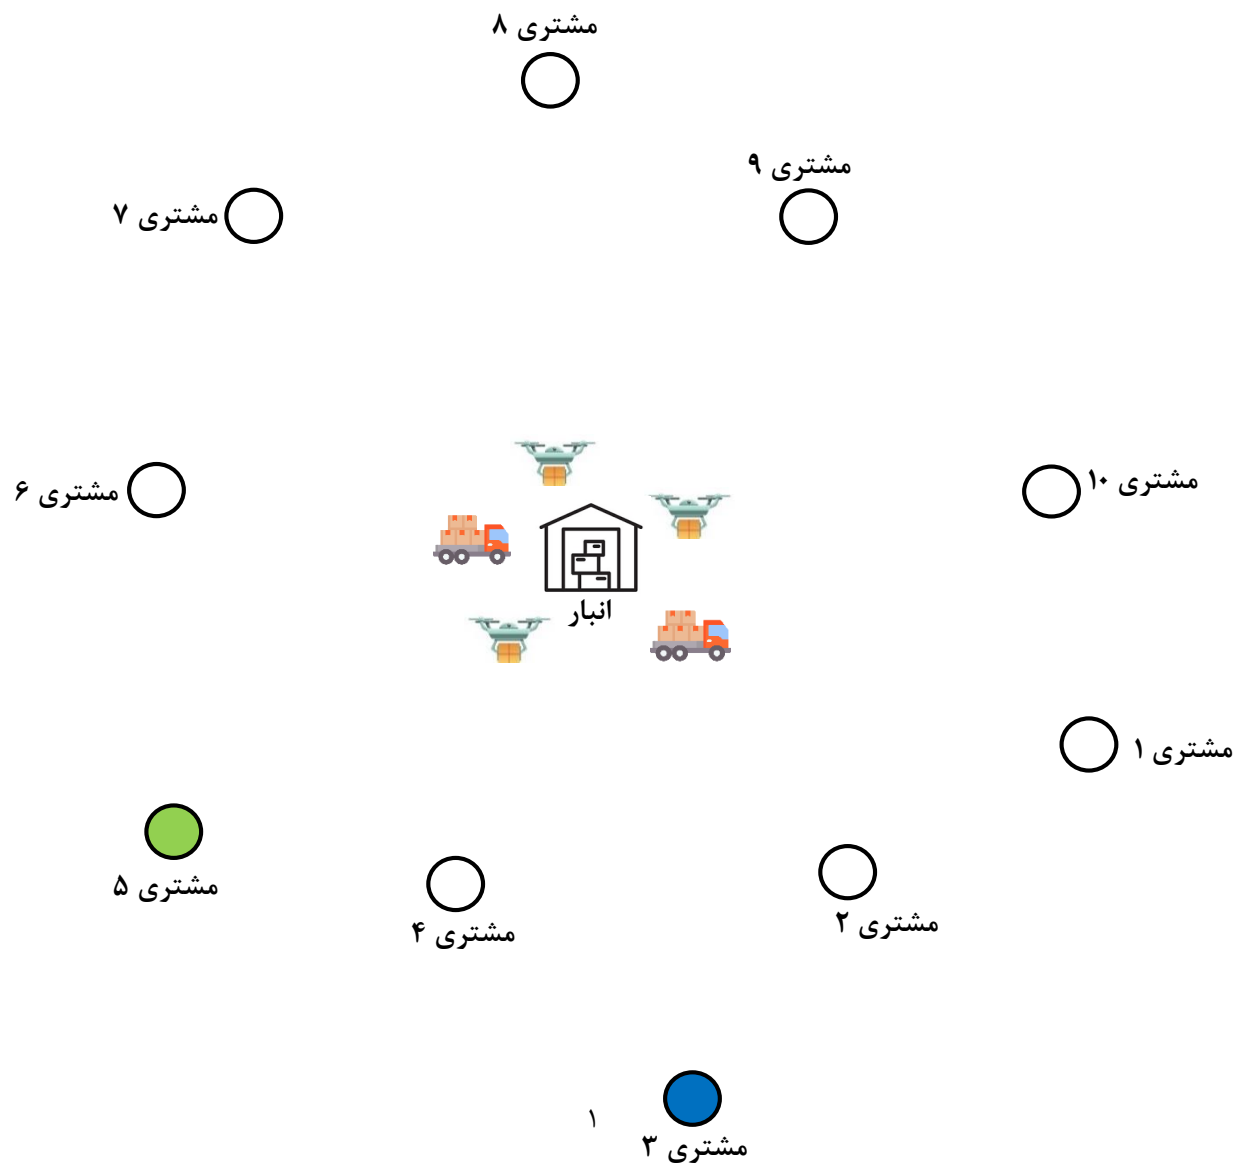 مشتری ۸
مشتری ۹
مشتری ۷
مشتری ۱۰
مشتری ۶
انبار
مشتری ۱
مشتری ۵
مشتری ۲
مشتری ۴
۱
مشتری ۳